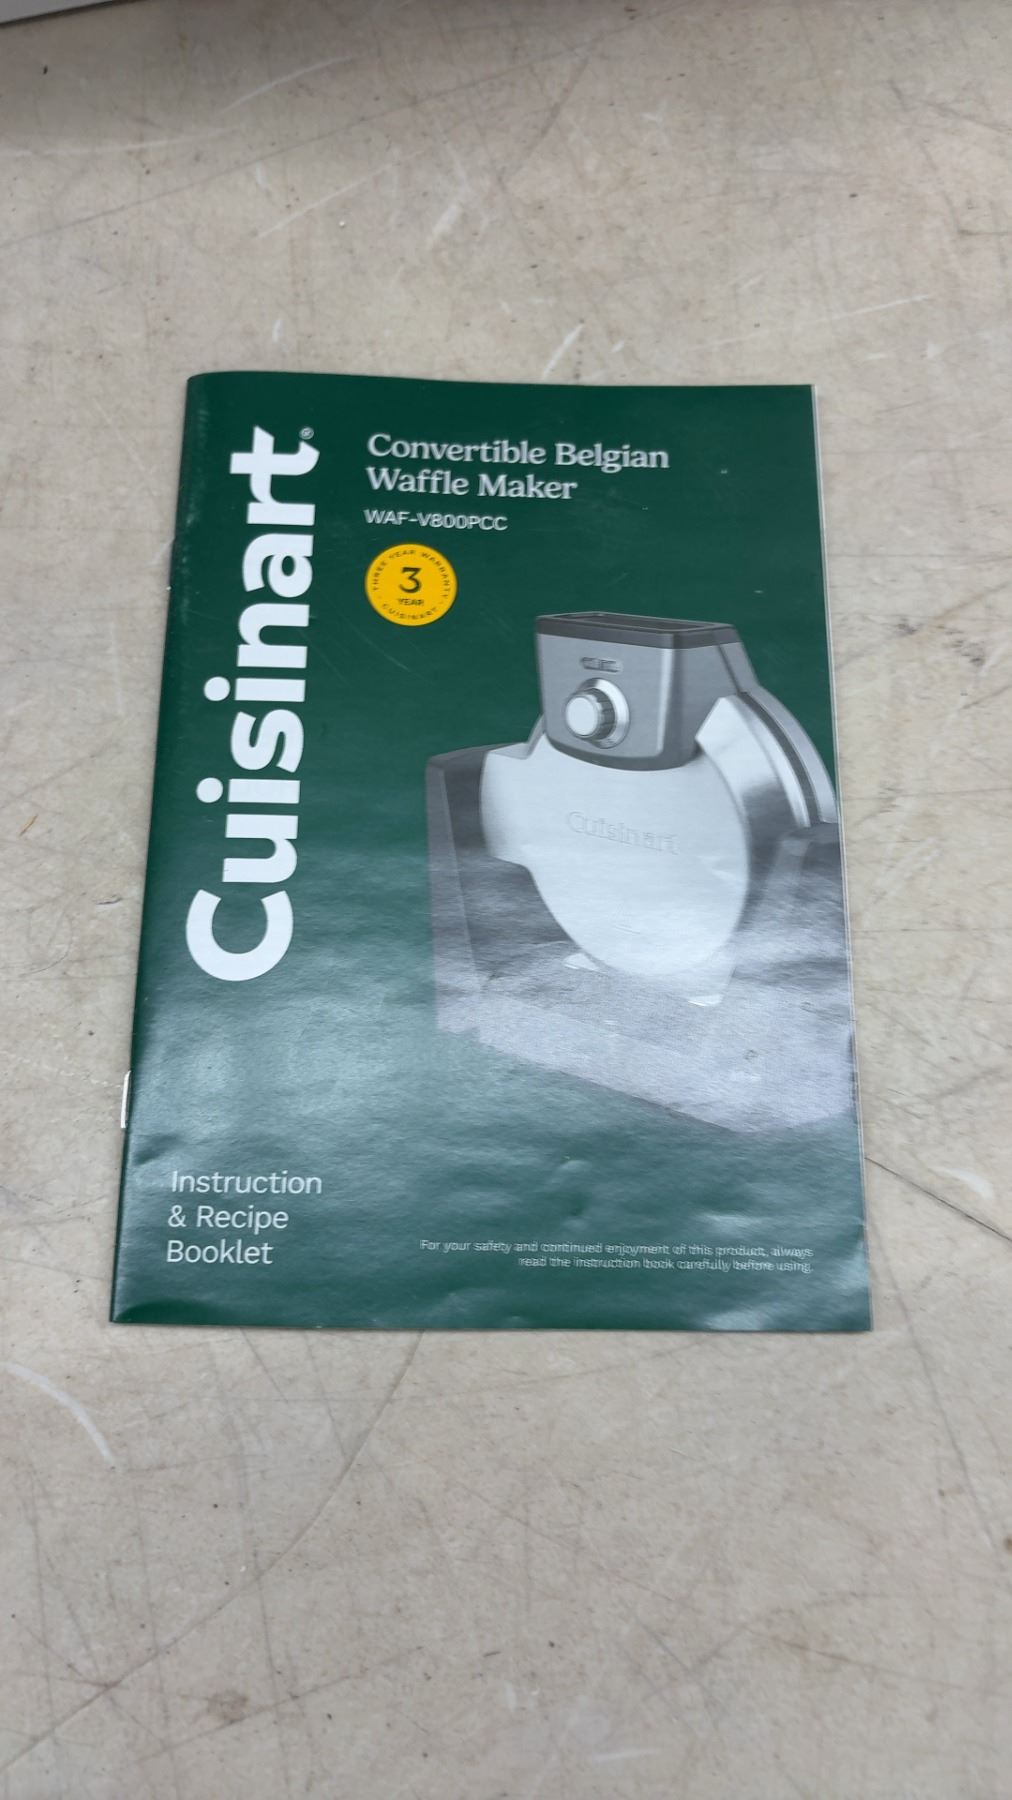 Cuisinart®
Convertible Belgian
Waffle Maker
WAF-V800PCC
THREE YEAR WARRANTY
3
YEAR
CUISINART
Cuisinart
Instruction
& Recipe
Booklet
For your safety and continued enjoyment of this product, always
read the instruction book carefully before using.